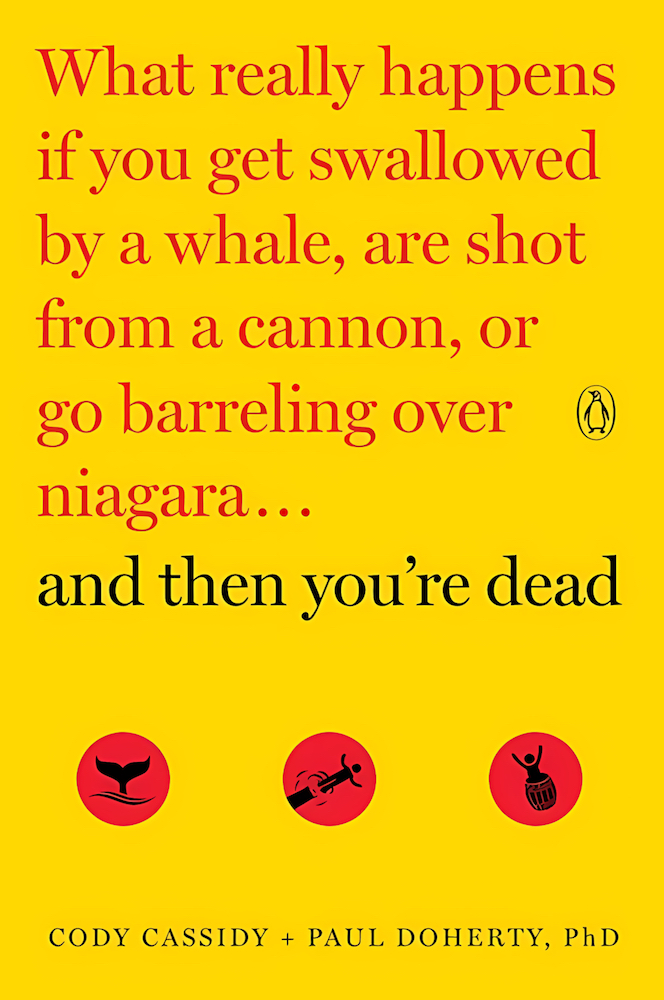 What really happens
if you get swallowed
by a whale, are shot
from a cannon, or
go barreling over
niagara...
and then you’re dead
CODY CASSIDY + PAUL DOHERTY, PhD